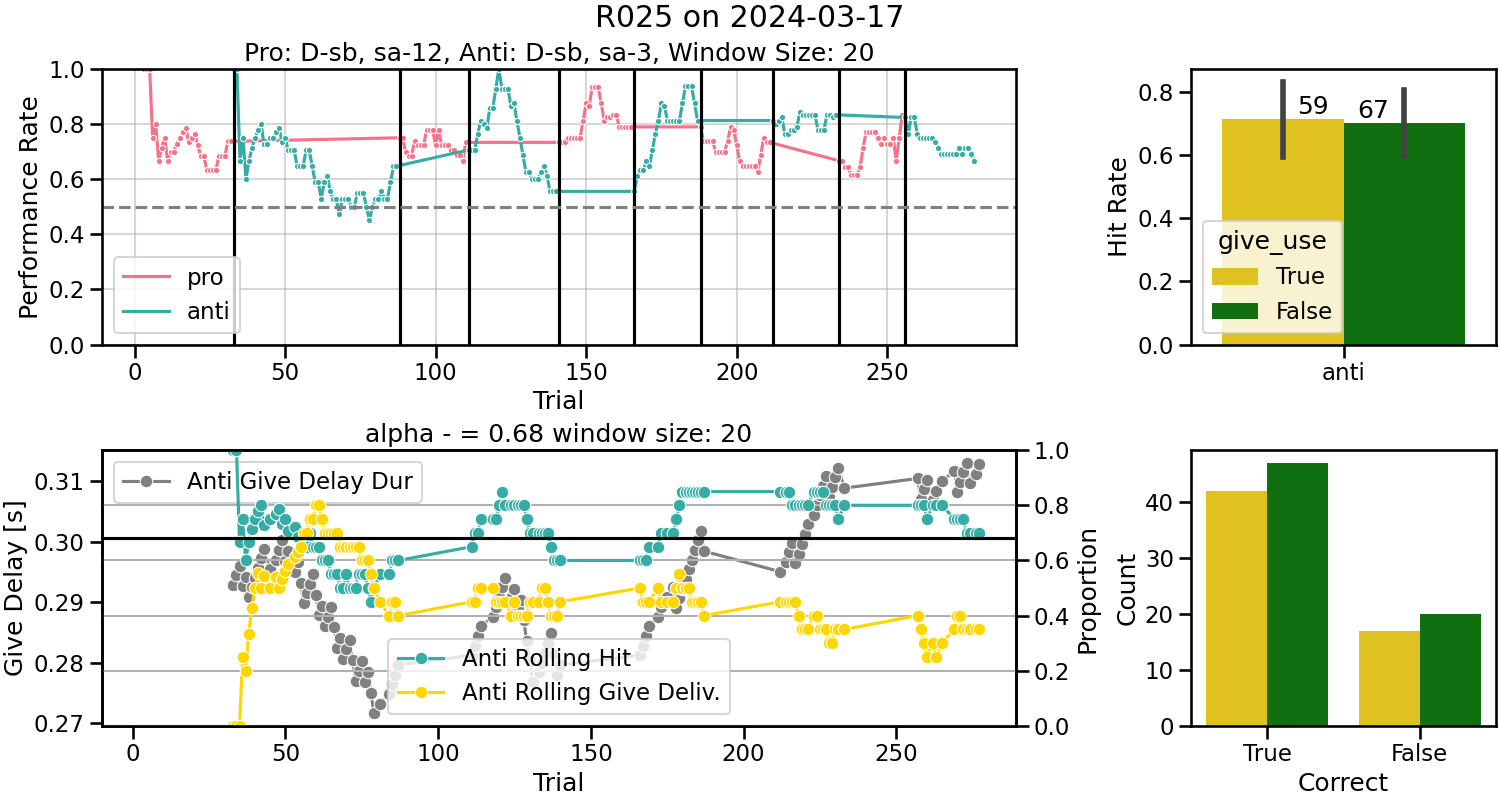 R025 on 2024-03-17
Pro: D-sb, sa-12, Anti: D-sb, sa-3, Window Size: 20
1.0
0.8
0.6
0.4
0.2
0.0
Performance Rate
pro
anti
0
50
100
150
200
250
Trial
0.8
0.6
0.4
0.2
0.0
Hit Rate
59
67
give_use
True
False
anti
alpha - = 0.68 window size: 20
0.31
0.30
0.29
0.28
0.27
Give Delay [s]
Anti Give Delay Dur
Anti Rolling Hit
Anti Rolling Give Deliv.
1.0
0.8
0.6
0.4
0.2
0.0
Proportion
0
50
100
150
200
250
Trial
40
30
20
10
0
Count
True
False
Correct